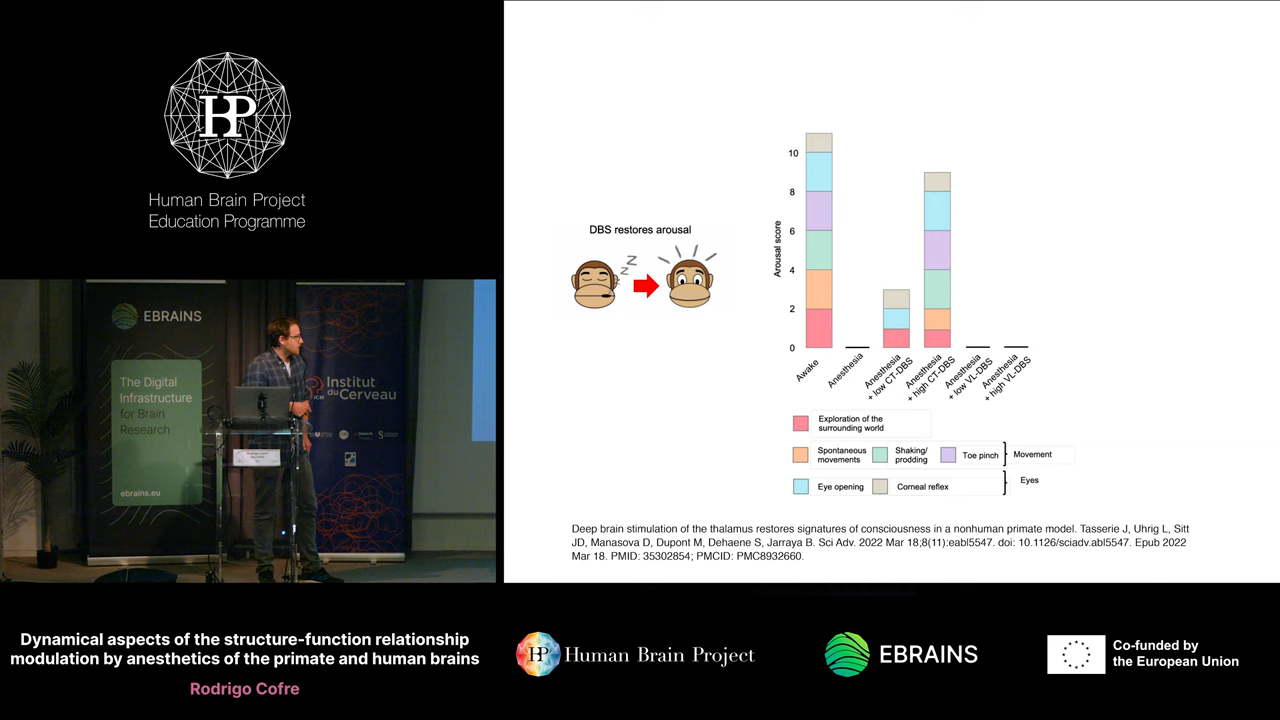 HP
Human Brain Project
Education Programme
EBRAINS
The Digital
Infrastructure
for Brain
Research
ebrains.eu
Institut
du Cerveau
ICM
DBS restores arousal
z
z
Z
Arousal score
10
8
6
4
2
0
Awake
Anesthesia
Anesthesia
+ low CT-DBS
Anesthesia
+ high CT-DBS
Anesthesia
+ low VL-DBS
Anesthesia
+ high VL-DBS
Exploration of the
surrounding world
Spontaneous
movements
Shaking/
prodding
Toe pinch
Movement
Eye opening
Corneal reflex
Eyes
Deep brain stimulation of the thalamus restores signatures of consciousness in a nonhuman primate model. Tasserie J, Uhrig L, Sitt
JD, Manasova D, Dupont M, Dehaene S, Jarraya B. Sci Adv. 2022 Mar 18;8(11):eabl5547. doi: 10.1126/sciadv.abl5547. Epub 2022
Mar 18. PMID: 35302854; PMCID: PMC8932660.
Dynamical aspects of the structure-function relationship
modulation by anesthetics of the primate and human brains
Rodrigo Cofre
HP Human Brain Project
EBRAINS
Co-funded by
the European Union